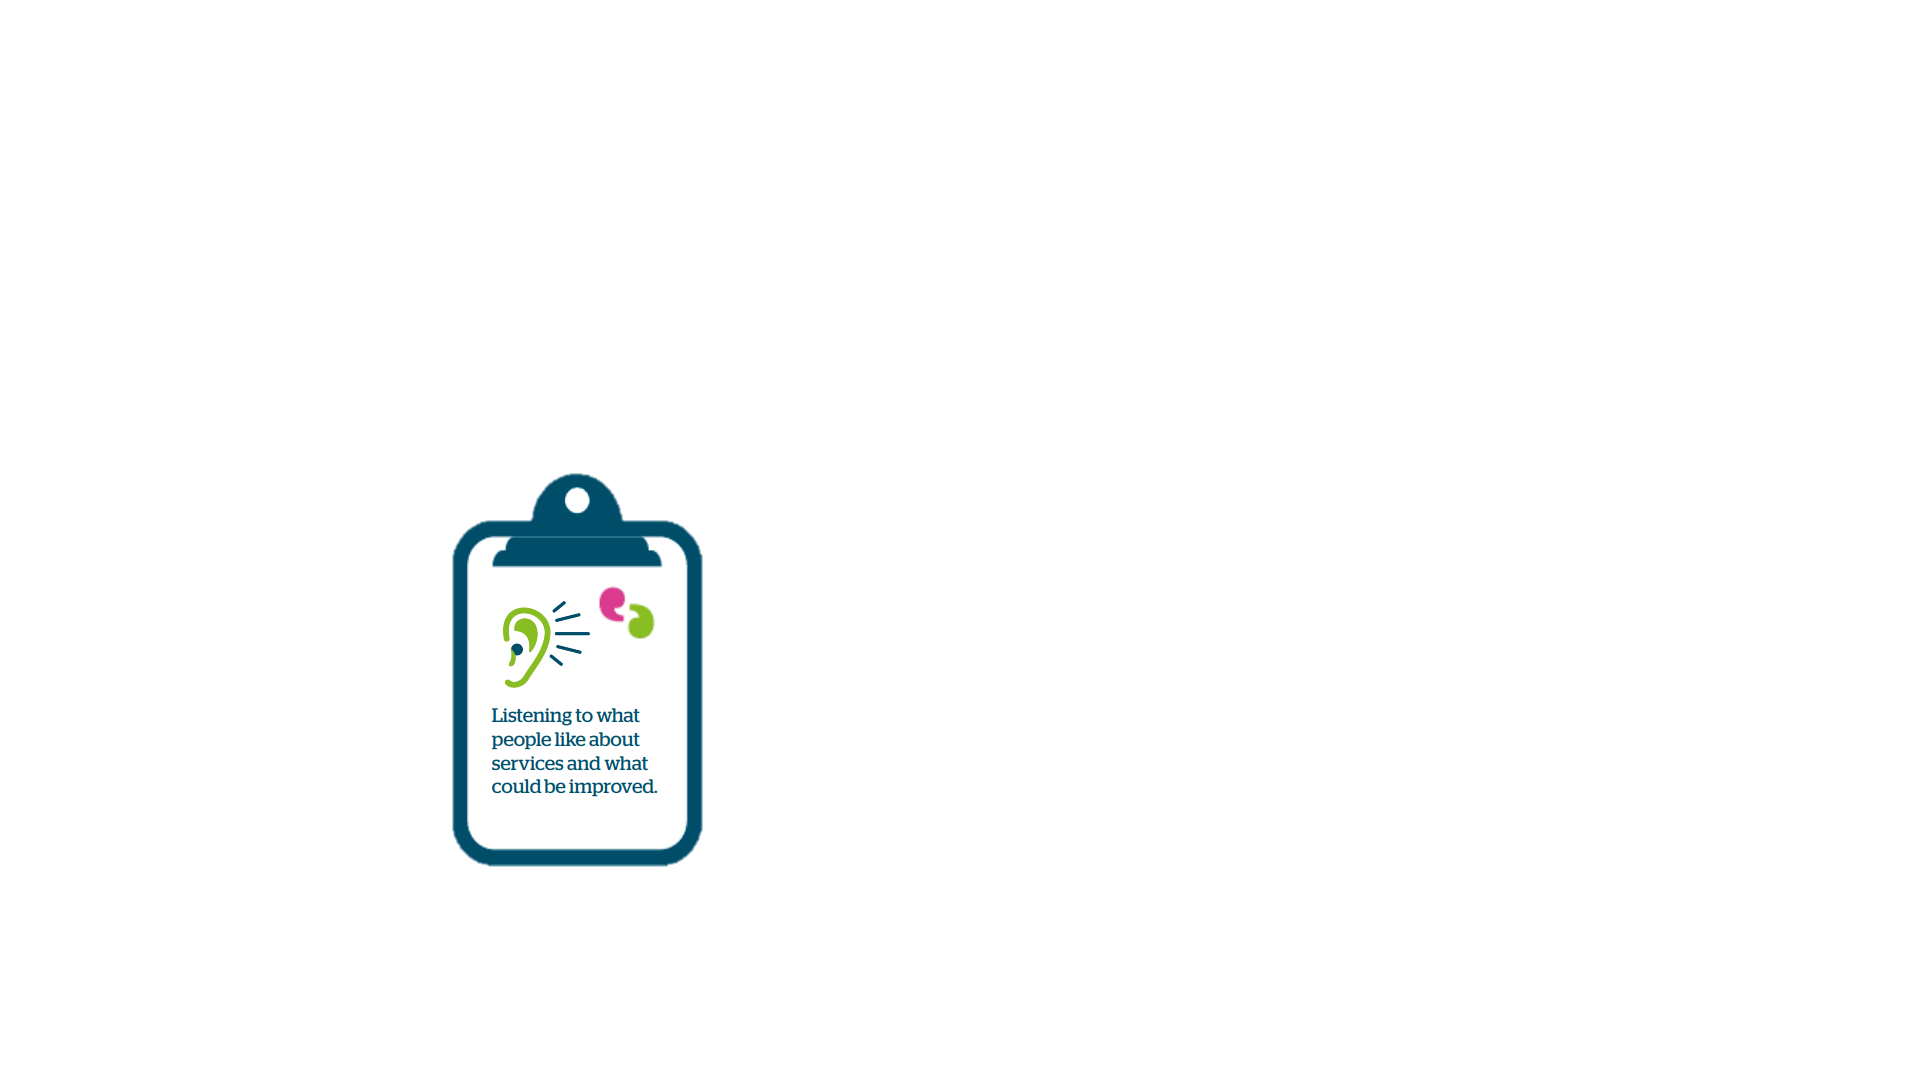 Listening to what
people like about
services and what
could be improved.